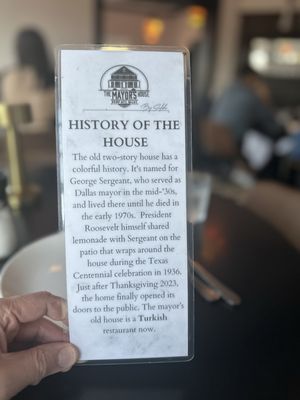 THE MAYOR'S HOUSE
HISTORY OF THE
HOUSE
The old two-story house has a
colorful history. It's named for
George Sergeant, who served as
Dallas mayor in the mid-'30s,
and lived there until he died in
the early 1970s. President
Roosevelt himself shared
lemonade with Sergeant on the
patio that wraps around the
house during the Texas
Centennial celebration in 1936.
Just after Thanksgiving 2023,
the home finally opened its
doors to the public. The mayor's
old house is a Turkish
restaurant now.